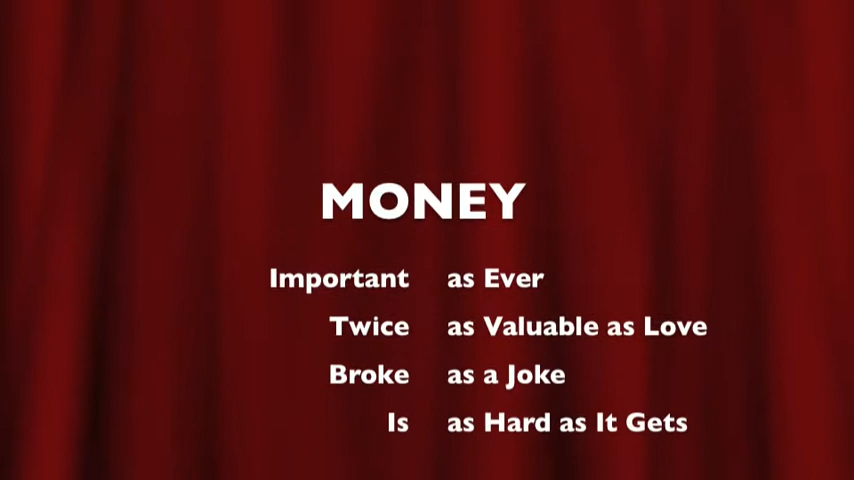 MONEY
Important as Ever
Twice as Valuable as Love
Broke as a Joke
Is as Hard as It Gets